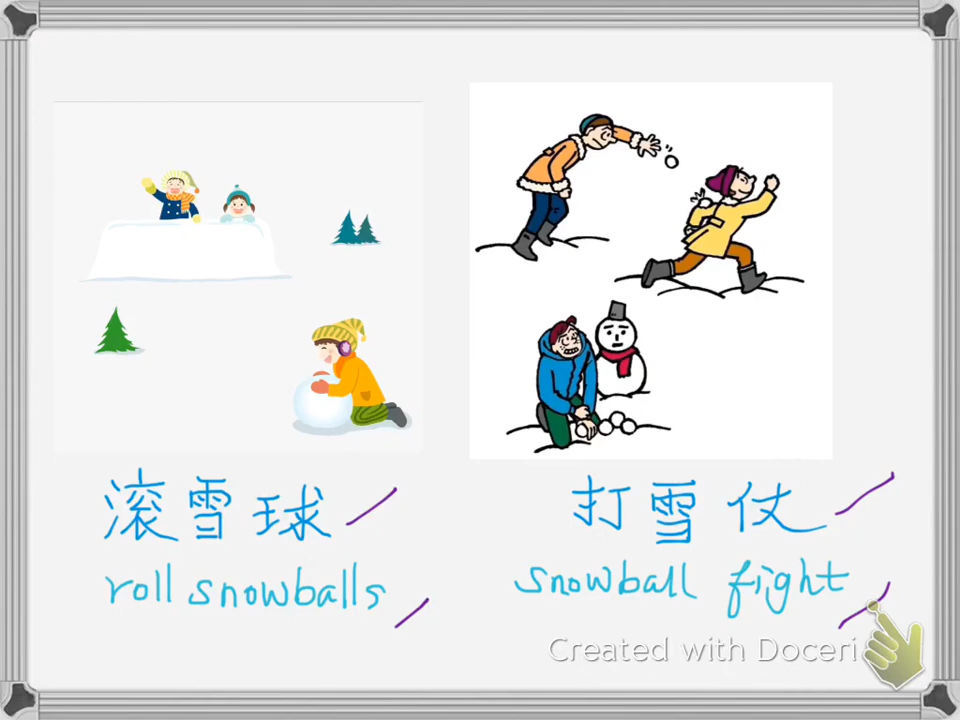 滚雪球
roll snowballs
打雪仗
snowball fight
Created with Doceri